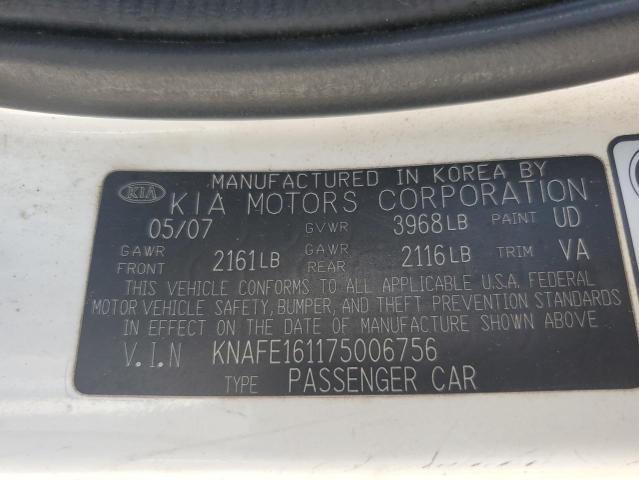 MANUFACTURED IN KOREA BY
KIA KIA MOTORS CORPORATION
05/07 GVWR 3968LB PAINT UD
GAWR FRONT 2161LB GAWR REAR 2116LB TRIM VA
THIS VEHICLE CONFORMS TO ALL APPLICABLE U.S.A. FEDERAL
MOTOR VEHICLE SAFETY, BUMPER, AND THEFT PREVENTION STANDARDS
IN EFFECT ON THE DATE OF MANUFACTURE SHOWN ABOVE
V.I.N KNAFE161175006756
TYPE PASSENGER CAR